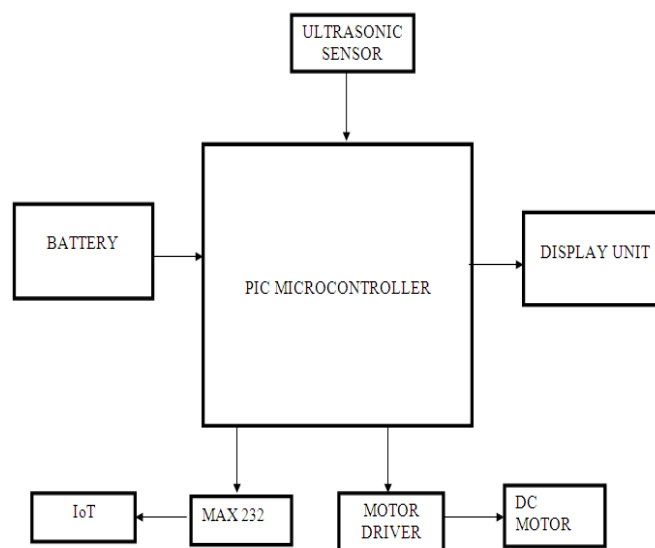 ULTRASONIC
SENSOR
BATTERY
PIC MICROCONTROLLER
DISPLAY UNIT
IoT
MAX 232
MOTOR
DRIVER
DC
MOTOR